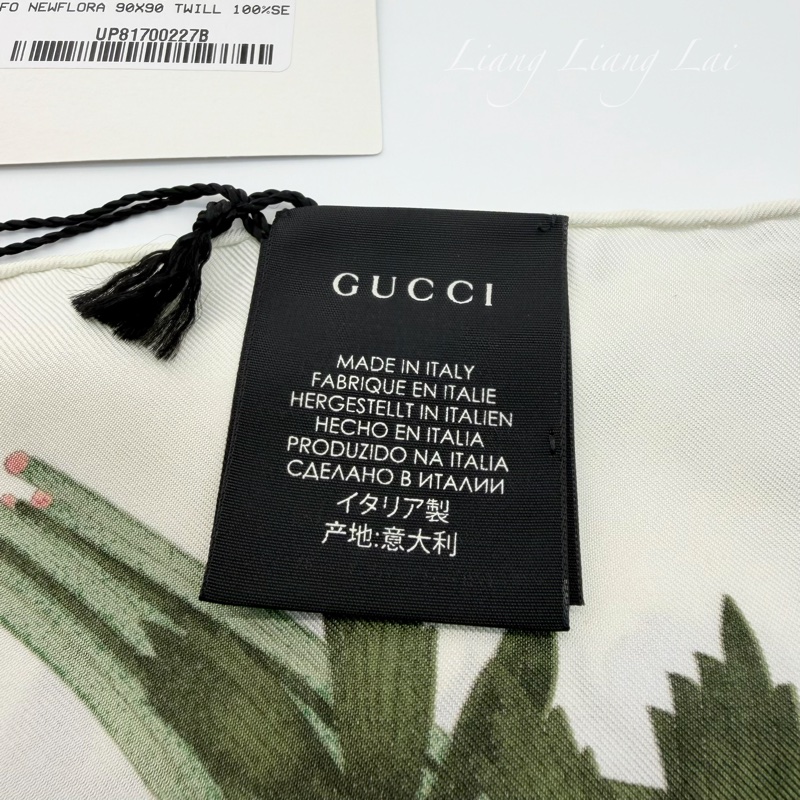 FO NEWFLORA 90X90 TWILL 100%SE
UP81700227B
Liang Liang Lai
GUCCI
MADE IN ITALY
FABRIQUE EN ITALIE
HERGESTELLT IN ITALIEN
HECHO EN ITALIA
PRODUZIDO NA ITALIA
СДЕЛАНО В ИТАЛИИ
イタリア製
产地:意大利